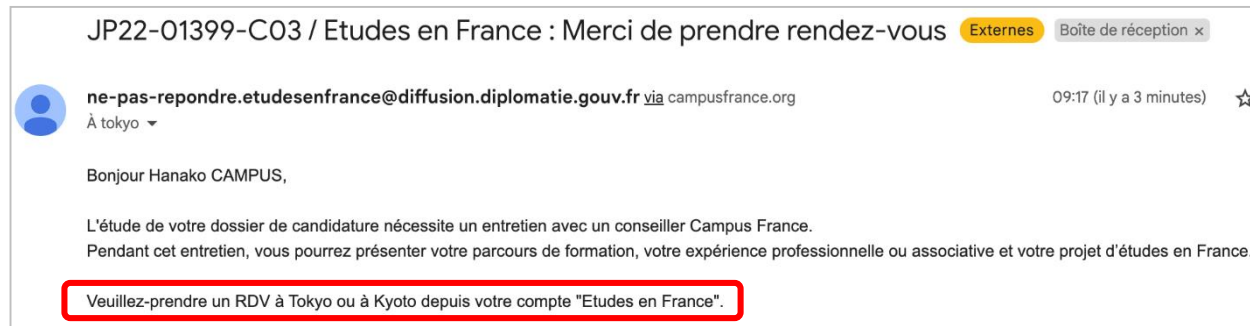 JP22-01399-C03 / Etudes en France : Merci de prendre rendez-vous Externes Boîte de réception ×
ne-pas-repondre.etudesenfrance@diffusion.diplomatie.gouv.fr via campusfrance.org 09:17 (il y a 3 minutes)
À tokyo
Bonjour Hanako CAMPUS,
L'étude de votre dossier de candidature nécessite un entretien avec un conseiller Campus France.
Pendant cet entretien, vous pourrez présenter votre parcours de formation, votre expérience professionnelle ou associative et votre projet d'études en France.
Veuillez-prendre un RDV à Tokyo ou à Kyoto depuis votre compte "Etudes en France".